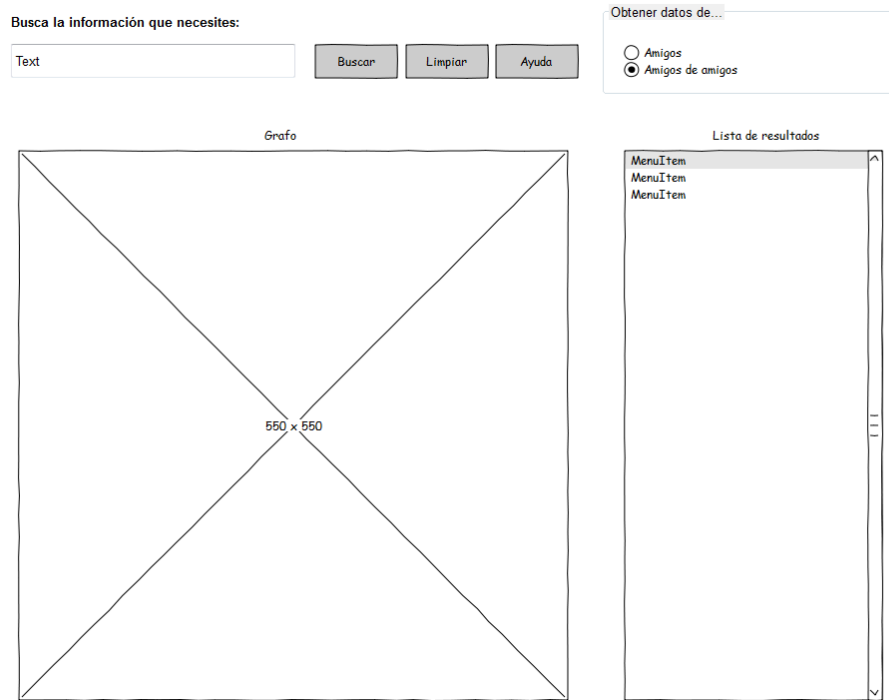 Busca la información que necesites:
Obtener datos de...
Text
Buscar
Limpiar
Ayuda
Amigos
Amigos de amigos
Grafo
Lista de resultados
MenuItem
MenuItem
MenuItem
550 x 550